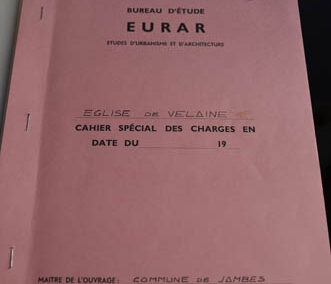 BUREAU D'ÉTUDE
EURAR
ETUDES D'URBANISME ET D'ARCHITECTURE
EGLISE DE VELAINE
CAHIER SPÉCIAL DES CHARGES EN
DATE DU 19
MAITRE DE L'OUVRAGE: COMMUNE DE JAMBES